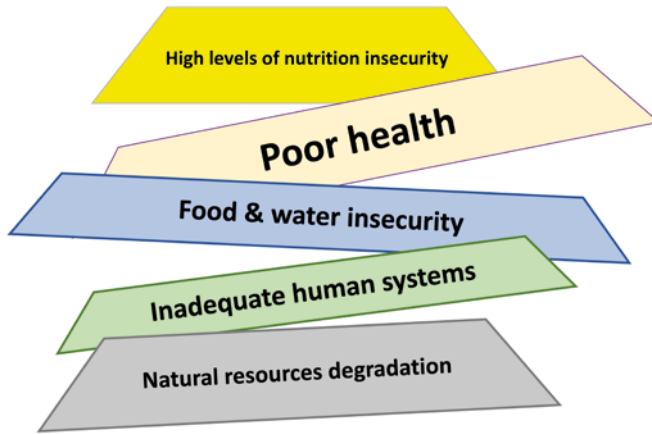 High levels of nutrition insecurity
Poor health
Food & water insecurity
Inadequate human systems
Natural resources degradation